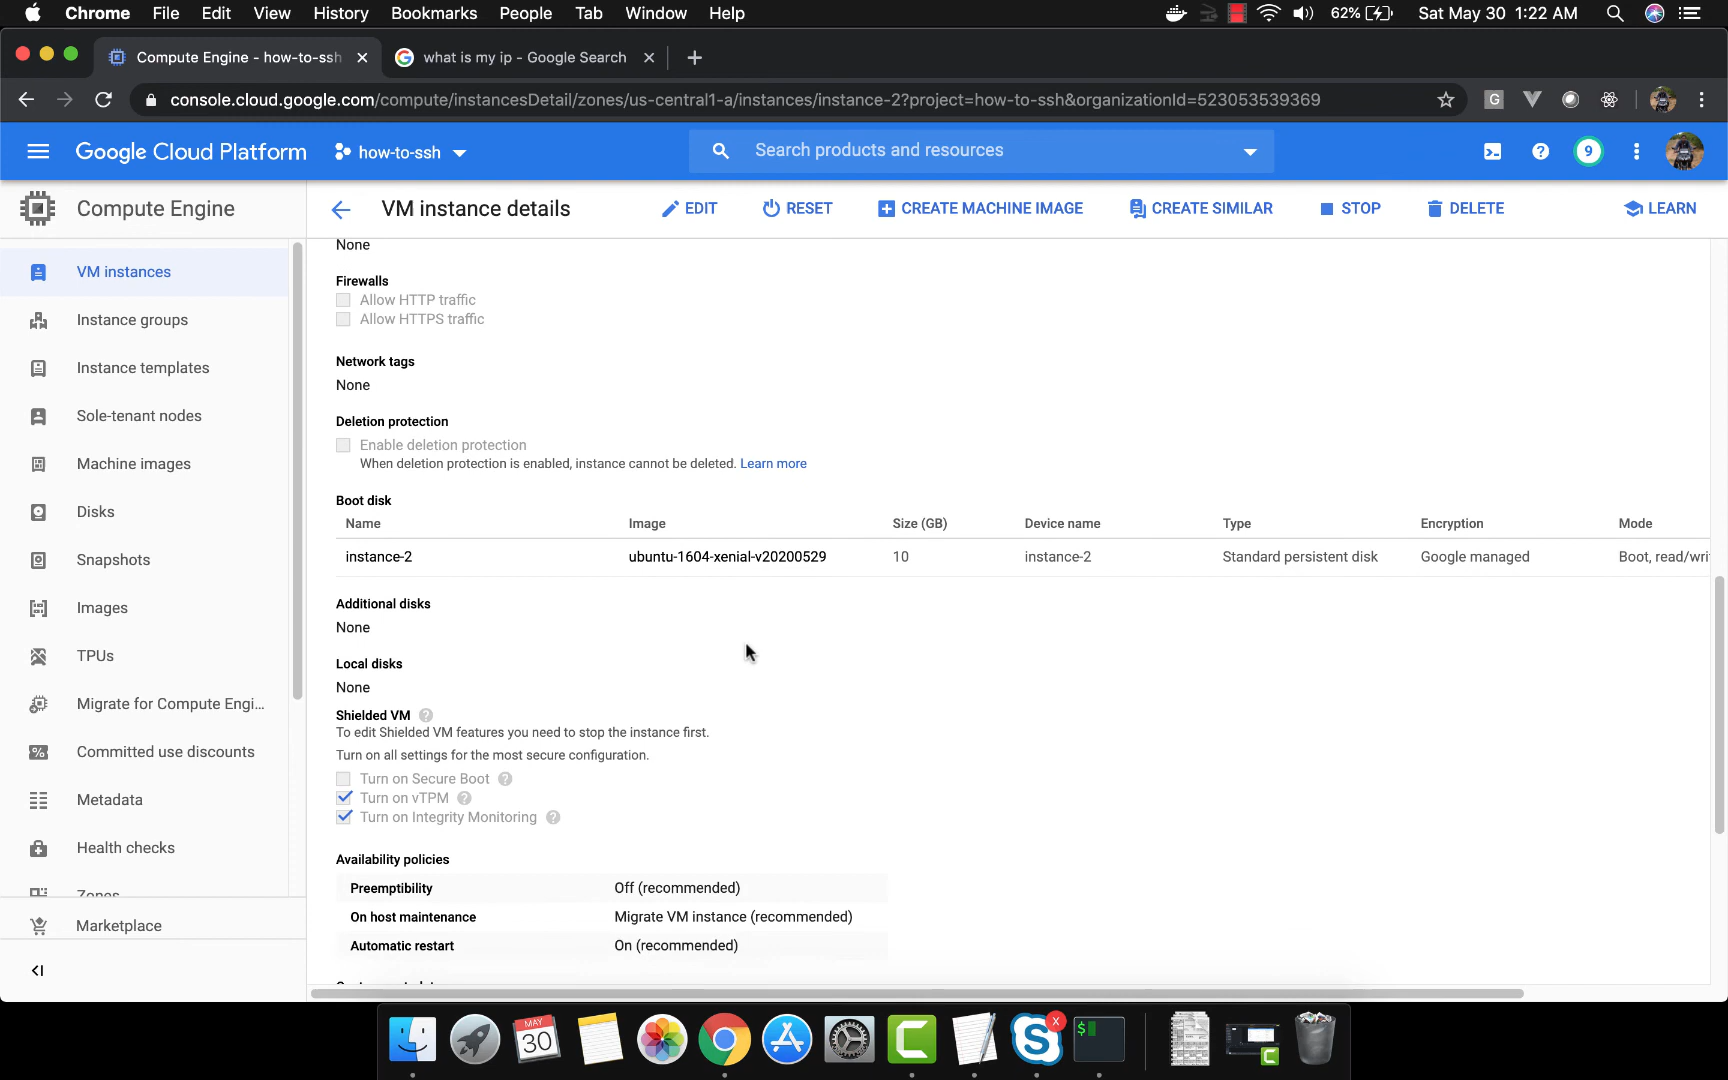 Chrome File Edit View History Bookmarks People Tab Window Help 62% Sat May 30 1:22 AM
Compute Engine - how-to-ssh what is my ip - Google Search
console.cloud.google.com/compute/instancesDetail/zones/us-central1-a/instances/instance-2?project=how-to-ssh&organizationId=523053539369
Google Cloud Platform how-to-ssh Search products and resources 9
Compute Engine
VM instance details EDIT RESET CREATE MACHINE IMAGE CREATE SIMILAR STOP DELETE LEARN
VM instances
Instance groups
Instance templates
Sole-tenant nodes
Machine images
Disks
Snapshots
Images
TPUs
Migrate for Compute Engi...
Committed use discounts
Metadata
Health checks
Zones
Marketplace
None
Firewalls
Allow HTTP traffic
Allow HTTPS traffic
Network tags
None
Deletion protection
Enable deletion protection
When deletion protection is enabled, instance cannot be deleted. Learn more
Boot disk
Name Image Size (GB) Device name Type Encryption Mode
instance-2 ubuntu-1604-xenial-v20200529 10 instance-2 Standard persistent disk Google managed Boot, read/wri
Additional disks
None
Local disks
None
Shielded VM
To edit Shielded VM features you need to stop the instance first.
Turn on all settings for the most secure configuration.
Turn on Secure Boot
Turn on vTPM
Turn on Integrity Monitoring
Availability policies
Preemptibility Off (recommended)
On host maintenance Migrate VM instance (recommended)
Automatic restart On (recommended)
MAY
30